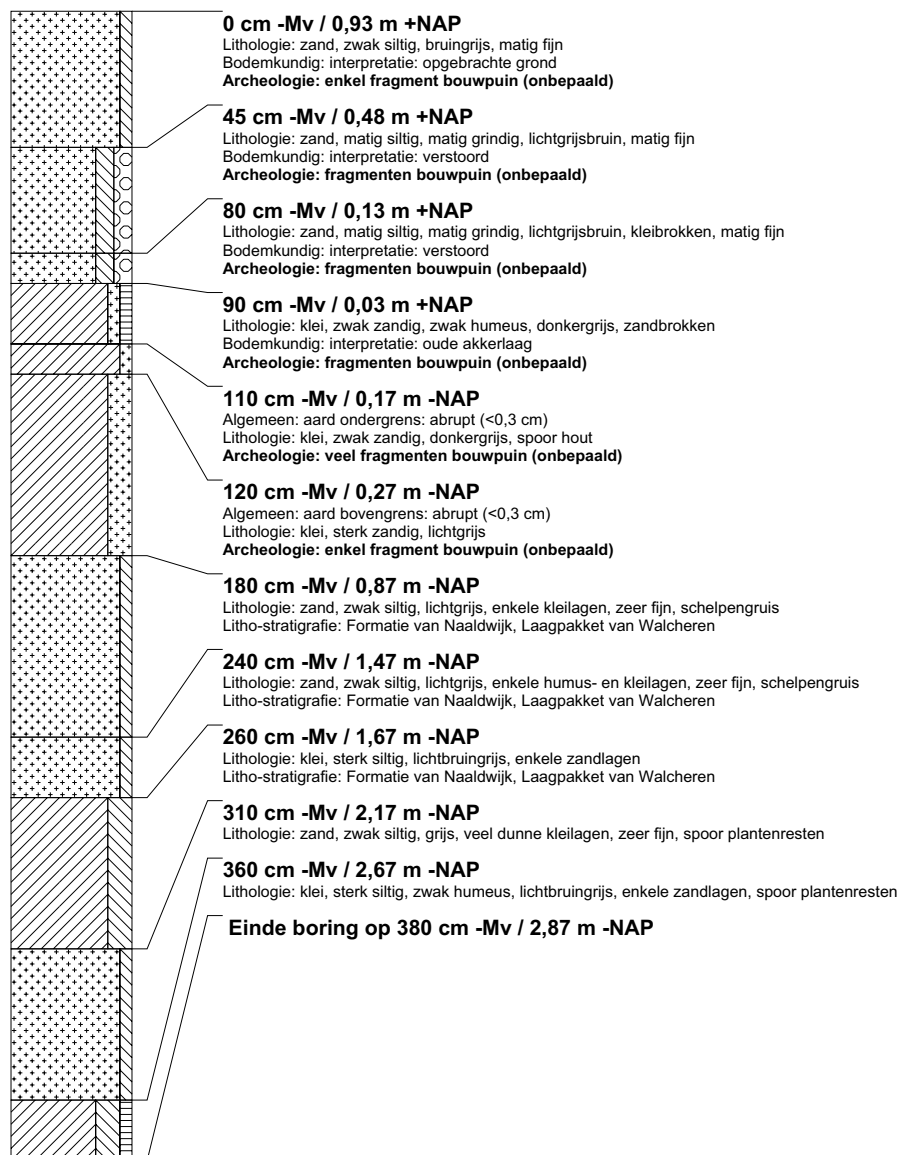 0 cm -Mv / 0,93 m +NAP
Lithologie: zand, zwak siltig, bruingrijs, matig fijn
Bodemkundig: interpretatie: opgebrachte grond
Archeologie: enkel fragment bouwpuin (onbepaald)
45 cm -Mv / 0,48 m +NAP
Lithologie: zand, matig siltig, matig grindig, lichtgrijsbruin, matig fijn
Bodemkundig: interpretatie: verstoord
Archeologie: fragmenten bouwpuin (onbepaald)
80 cm -Mv / 0,13 m +NAP
Lithologie: zand, matig siltig, matig grindig, lichtgrijsbruin, kleibrokken, matig fijn
Bodemkundig: interpretatie: verstoord
Archeologie: fragmenten bouwpuin (onbepaald)
90 cm -Mv / 0,03 m +NAP
Lithologie: klei, zwak zandig, zwak humeus, donkergrijs, zandbrokken
Bodemkundig: interpretatie: oude akkerlaag
Archeologie: fragmenten bouwpuin (onbepaald)
110 cm -Mv / 0,17 m -NAP
Algemeen: aard ondergrens: abrupt (<0,3 cm)
Lithologie: klei, zwak zandig, donkergrijs, spoor hout
Archeologie: veel fragmenten bouwpuin (onbepaald)
120 cm -Mv / 0,27 m -NAP
Algemeen: aard bovengrens: abrupt (<0,3 cm)
Lithologie: klei, sterk zandig, lichtgrijs
Archeologie: enkel fragment bouwpuin (onbepaald)
180 cm -Mv / 0,87 m -NAP
Lithologie: zand, zwak siltig, lichtgrijs, enkele kleilagen, zeer fijn, schelpengruis
Litho-stratigrafie: Formatie van Naaldwijk, Laagpakket van Walcheren
240 cm -Mv / 1,47 m -NAP
Lithologie: zand, zwak siltig, lichtgrijs, enkele humus- en kleilagen, zeer fijn, schelpengruis
Litho-stratigrafie: Formatie van Naaldwijk, Laagpakket van Walcheren
260 cm -Mv / 1,67 m -NAP
Lithologie: klei, sterk siltig, lichtbruingrijs, enkele zandlagen
Litho-stratigrafie: Formatie van Naaldwijk, Laagpakket van Walcheren
310 cm -Mv / 2,17 m -NAP
Lithologie: zand, zwak siltig, grijs, veel dunne kleilagen, zeer fijn, spoor plantenresten
360 cm -Mv / 2,67 m -NAP
Lithologie: klei, sterk siltig, zwak humeus, lichtbruingrijs, enkele zandlagen, spoor plantenresten
Einde boring op 380 cm -Mv / 2,87 m -NAP